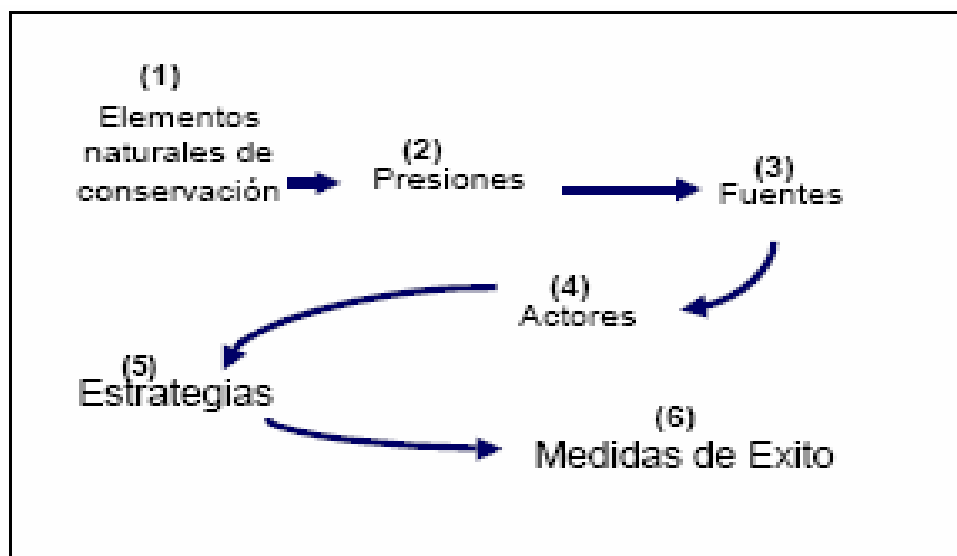 (1)
Elementos
naturales de
conservación
(2)
Presiones
(3)
Fuentes
(4)
Actores
(5)
Estrategias
(6)
Medidas de Exito